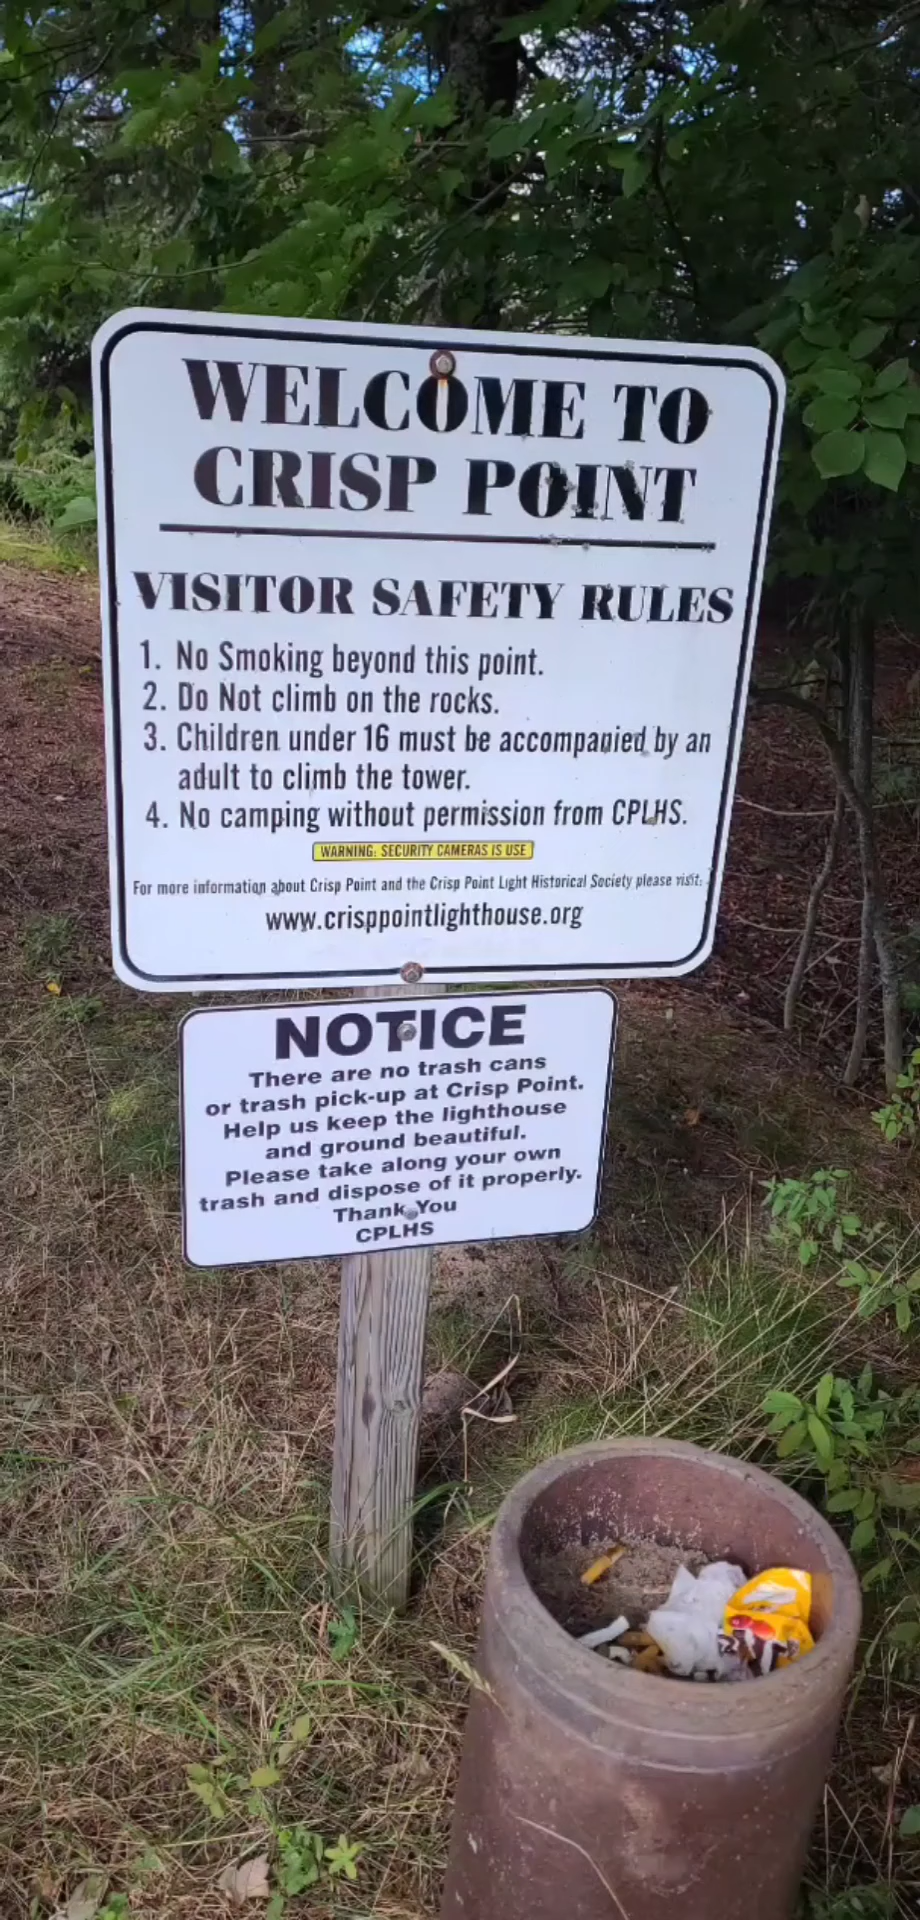 WELCOME TO
CRISP POINT
VISITOR SAFETY RULES
1. No Smoking beyond this point.
2. Do Not climb on the rocks.
3. Children under 16 must be accompanied by an
adult to climb the tower.
4. No camping without permission from CPLHS.
WARNING: SECURITY CAMERAS IS USE
For more information about Crisp Point and the Crisp Point Light Historical Society please visit:
www.crisppointlighthouse.org
NOTICE
There are no trash cans
or trash pick-up at Crisp Point.
Help us keep the lighthouse
and ground beautiful.
Please take along your own
trash and dispose of it properly.
Thank You
CPLHS